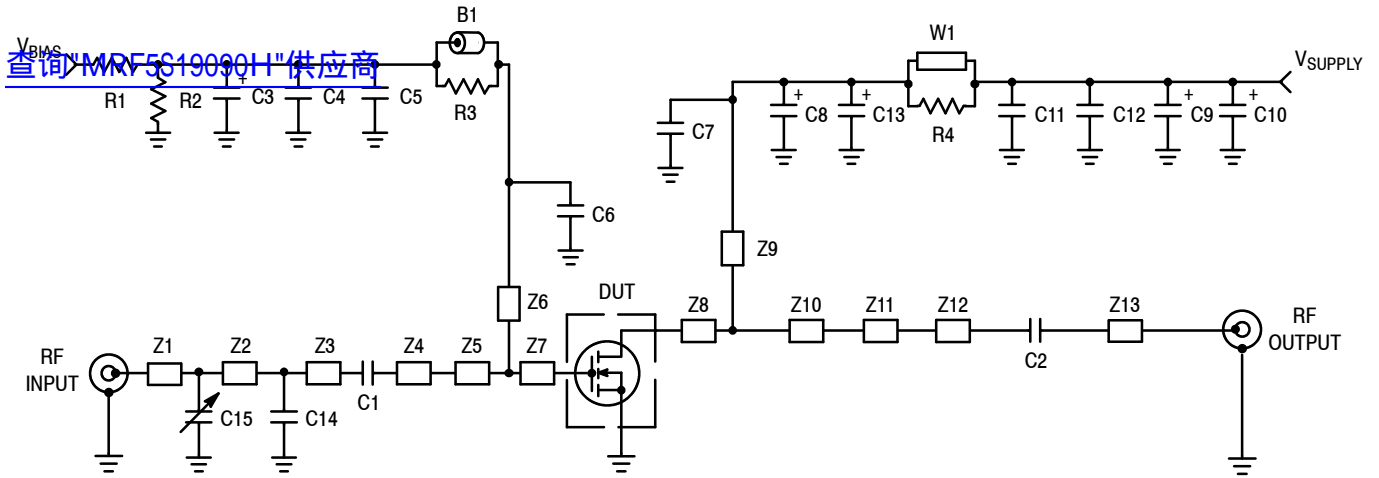 B1
W1
VBIAS
查询"MRF5S19090H"供应商
VSUPPLY
R1
R2
+
C3
C4
C5
R3
+
C8
+
C13
R4
C11
C12
+
C9
+
C10
C7
C6
Z9
Z6
DUT
Z8
Z10
Z11
Z12
Z13
RF
OUTPUT
C2
RF
INPUT
Z1
Z2
Z3
Z4
Z5
Z7
C1
C15
C14